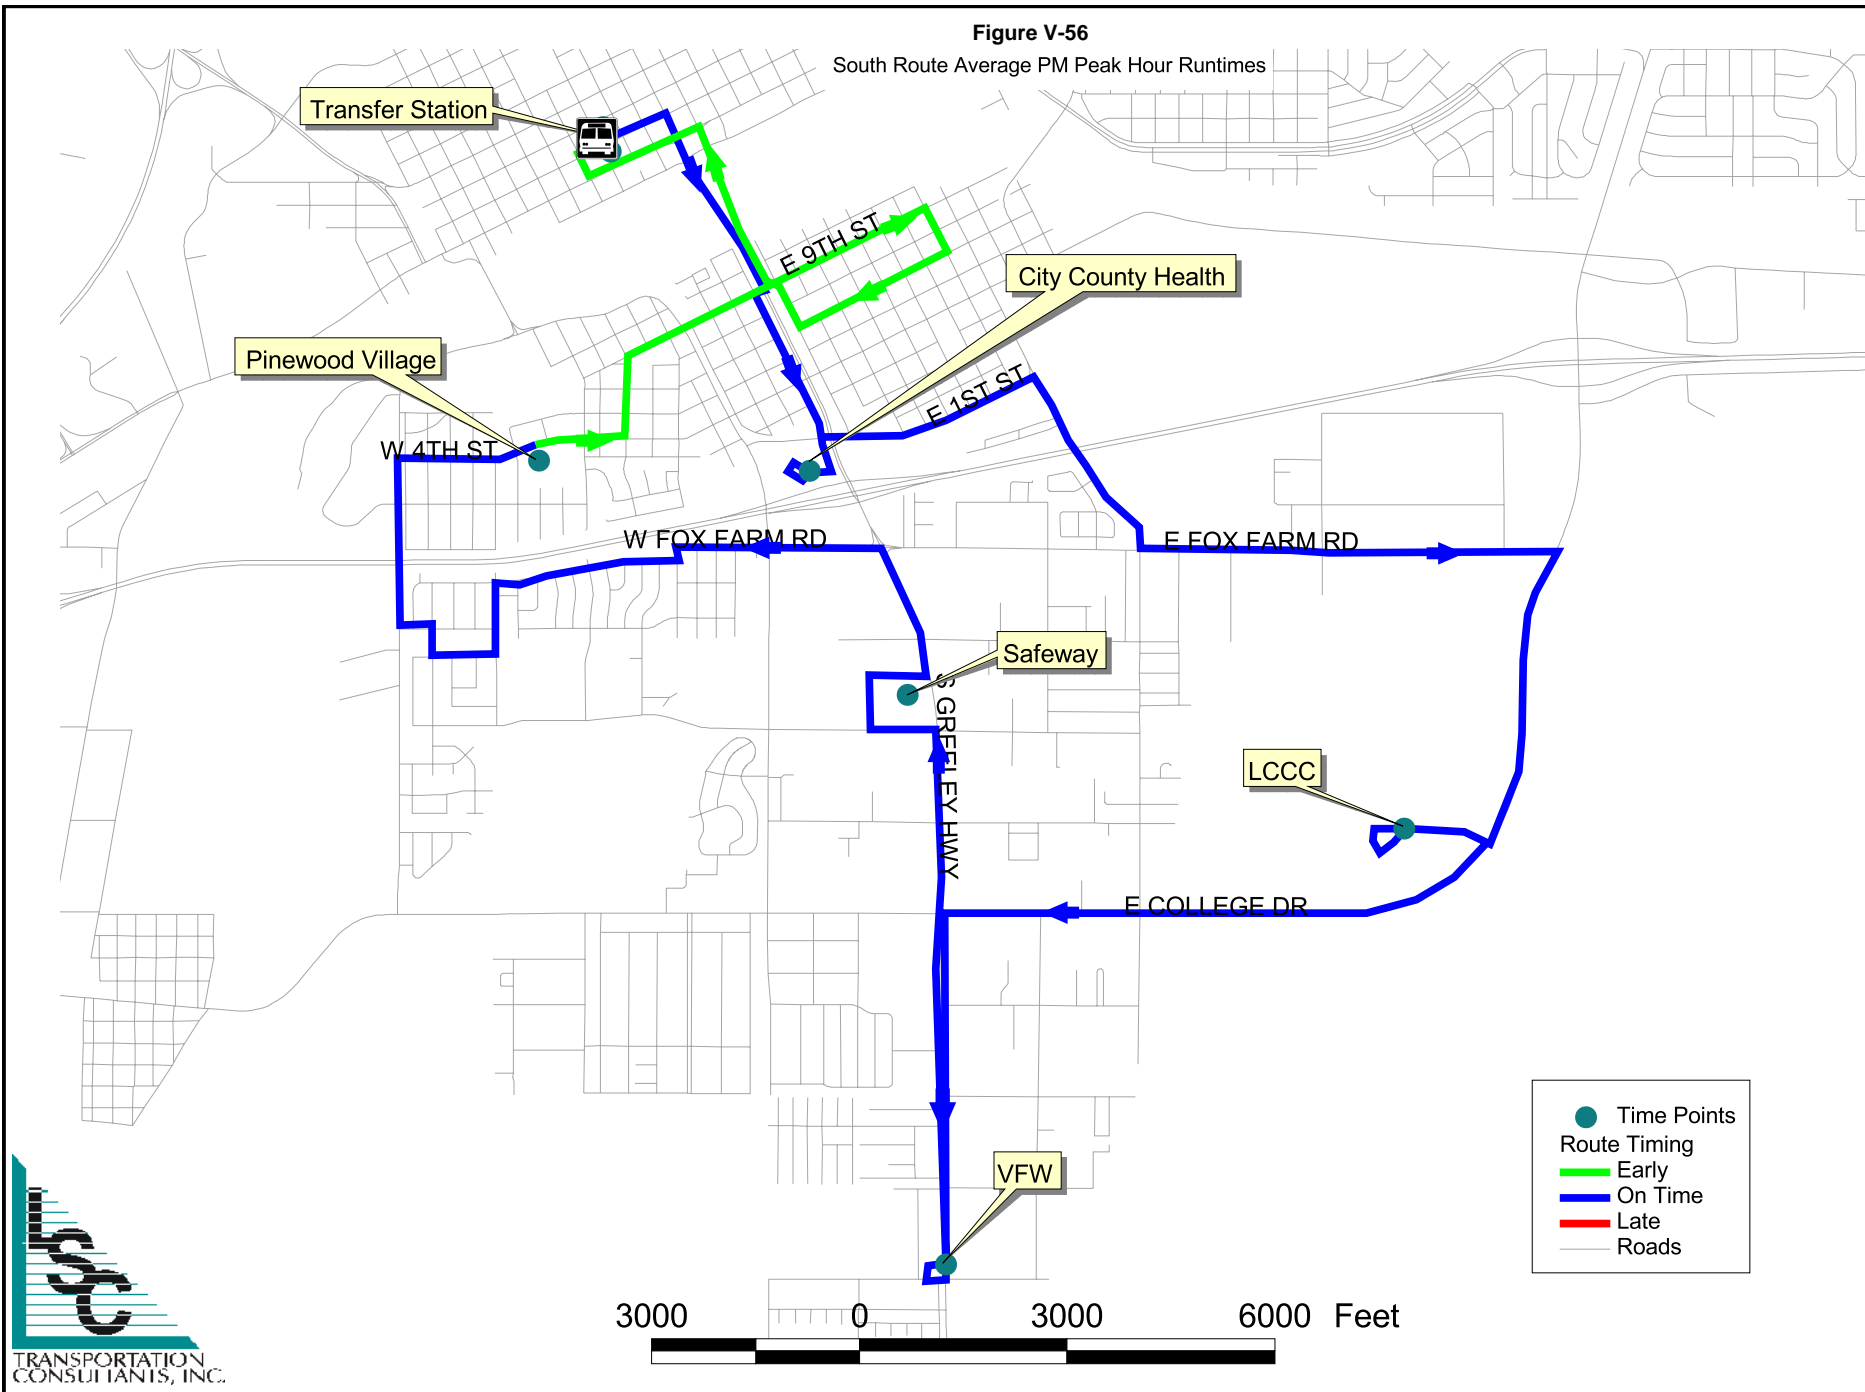 Figure V-56
South Route Average PM Peak Hour Runtimes
Transfer Station
E 9TH ST
City County Health
Pinewood Village
E 1ST ST
W 4TH ST
W FOX FARM RD
E FOX FARM RD
Safeway
S GREELEY HWY
LCCC
E COLLEGE DR
VFW
Time Points
Route Timing
Early
On Time
Late
Roads
3000 0 3000 6000 Feet
LSC
TRANSPORTATION
CONSULTANTS, INC.